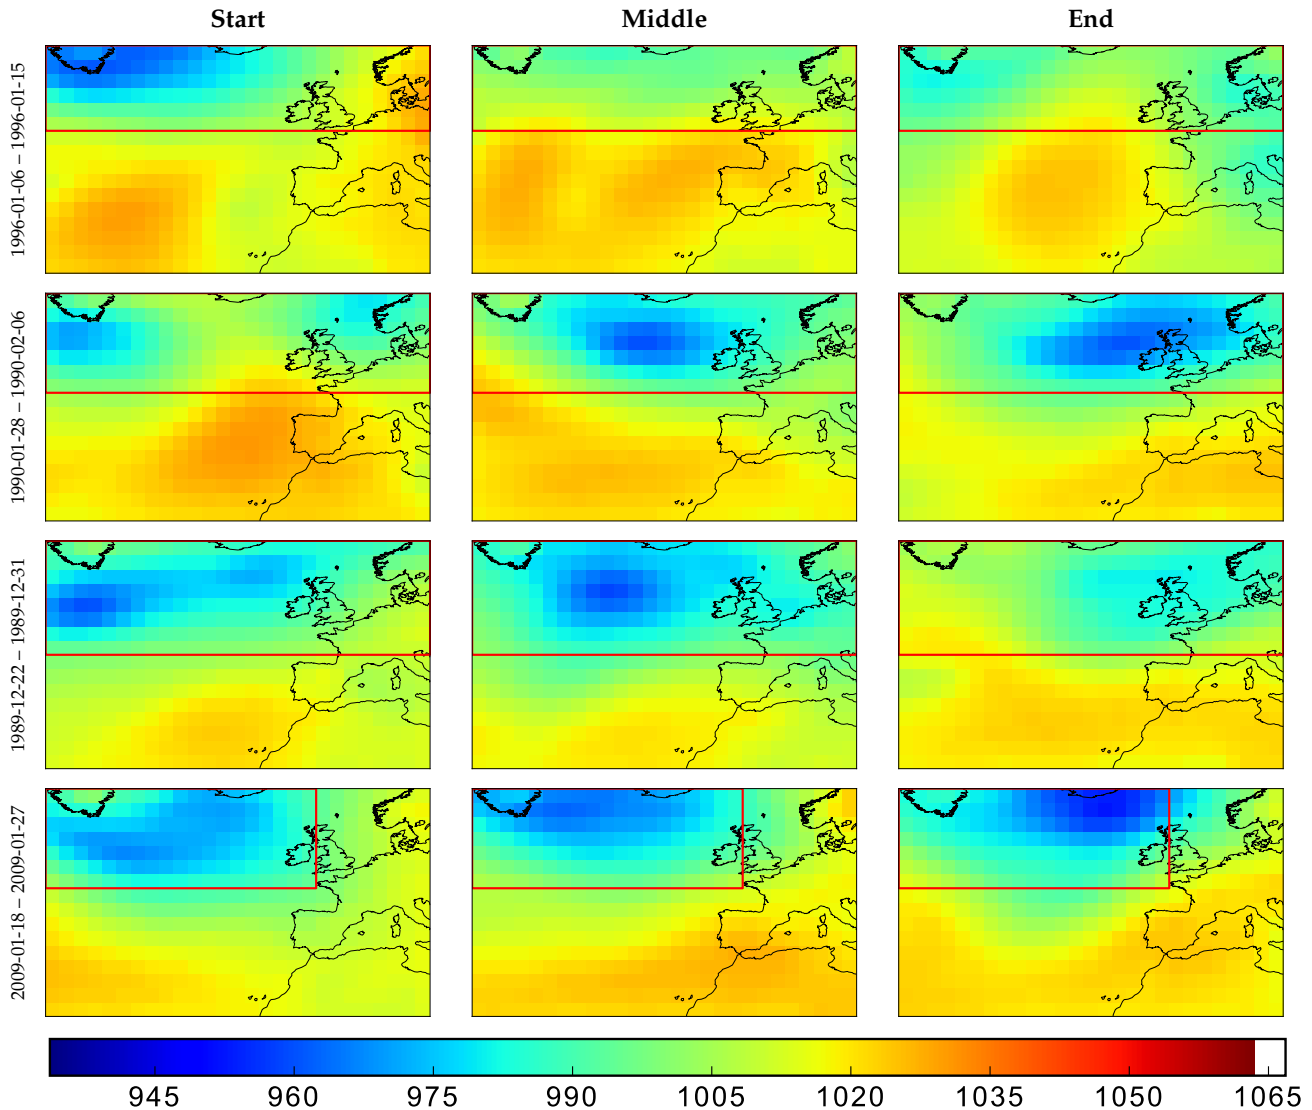 Start Middle End
1996-01-06 – 1996-01-15
1990-01-28 – 1990-02-06
1989-12-22 – 1989-12-31
2009-01-18 – 2009-01-27
945 960 975 990 1005 1020 1035 1050 1065